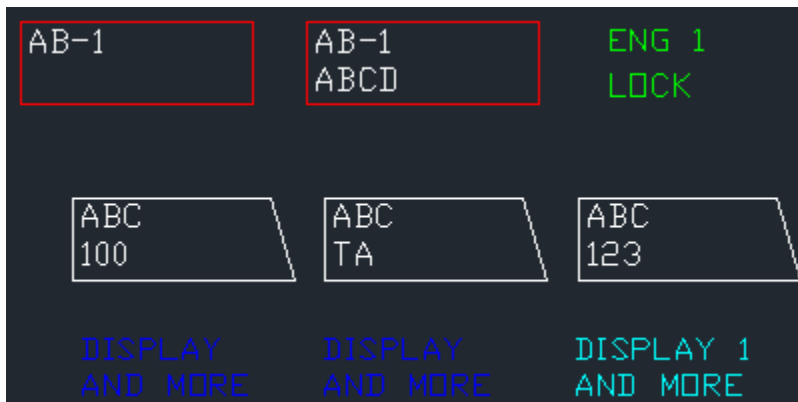 AB-1
AB-1
ABCD
ENG 1
LOCK
ABC
100
ABC
TA
ABC
123
DISPLAY
AND MORE
DISPLAY
AND MORE
DISPLAY 1
AND MORE